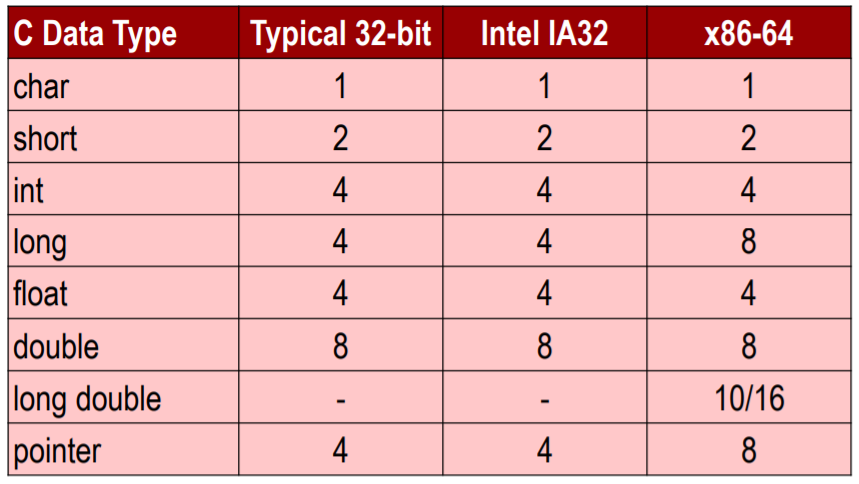 C Data Type Typical 32-bit Intel IA32 x86-64
char 1 1 1
short 2 2 2
int 4 4 4
long 4 4 8
float 4 4 4
double 8 8 8
long double - - 10/16
pointer 4 4 8